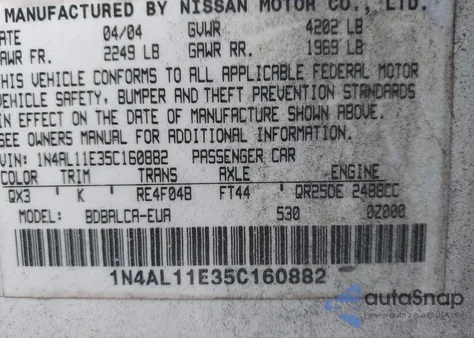 MANUFACTURED BY NISSAN MOTOR CO., LTD.
DATE 04/04 GVWR 4202 LB
GAWR FR. 2249 LB GAWR RR. 1969 LB
THIS VEHICLE CONFORMS TO ALL APPLICABLE FEDERAL MOTOR
VEHICLE SAFETY, BUMPER AND THEFT PREVENTION STANDARDS
IN EFFECT ON THE DATE OF MANUFACTURE SHOWN ABOVE.
SEE OWNERS MANUAL FOR ADDITIONAL INFORMATION.
VIN: 1N4AL11E35C160882 PASSENGER CAR
COLOR TRIM TRANS AXLE ENGINE
QX3 K RE4F04B FT44 QR25DE 2488CC
MODEL: BDBALCA-EUA 530 0Z000
1N4AL11E35C160882
autoSnap